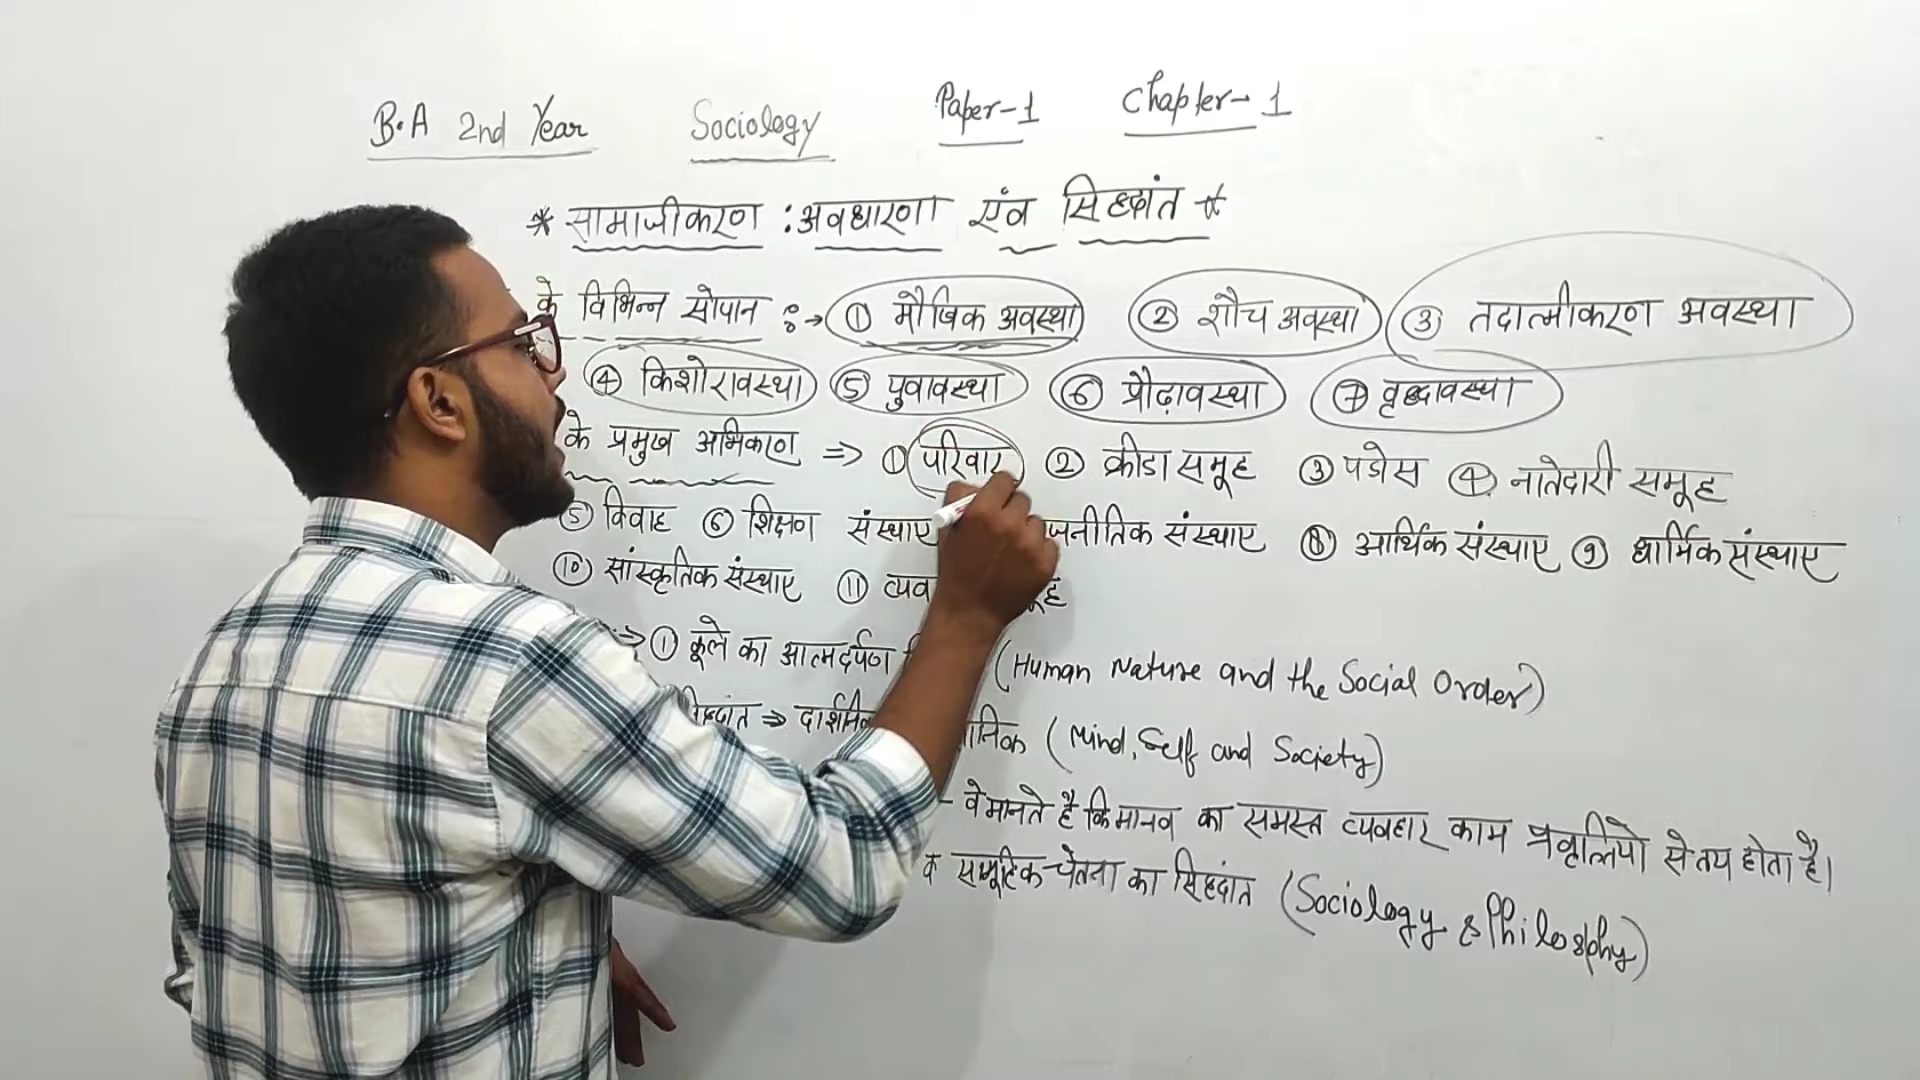 B.A 2nd Year Sociology Paper-1 Chapter-1
* सामाजीकरण : अवधारणा एंव सिद्धांत *
के विभिन्न सोपान :→ ① मौखिक अवस्था ② शौच अवस्था ③ तदात्मीकरण अवस्था
④ किशोरावस्था ⑤ युवावस्था ⑥ प्रौढ़ावस्था ⑦ वृद्धावस्था
के प्रमुख अभिकरण => ① परिवार ② क्रीडा समूह ③ पडोस ④ नातेदारी समूह
⑤ विवाह ⑥ शिक्षण संस्थाए जनीतिक संस्थाए ⑧ आर्थिक संस्थाए ⑨ धार्मिक संस्थाए
⑩ सांस्कृतिक संस्थाए ⑪ व्यव
:→ ① कूले का आत्मदर्पण (Human Nature and the Social Order)
सिद्धांत ⇒ (Mind, Self and Society)
- वे मानते है कि मानव का समस्त व्यवहार काम प्रवृत्तियो से तय होता है।
समूहिक-चेतना का सिद्धांत (Sociology & Philosophy)